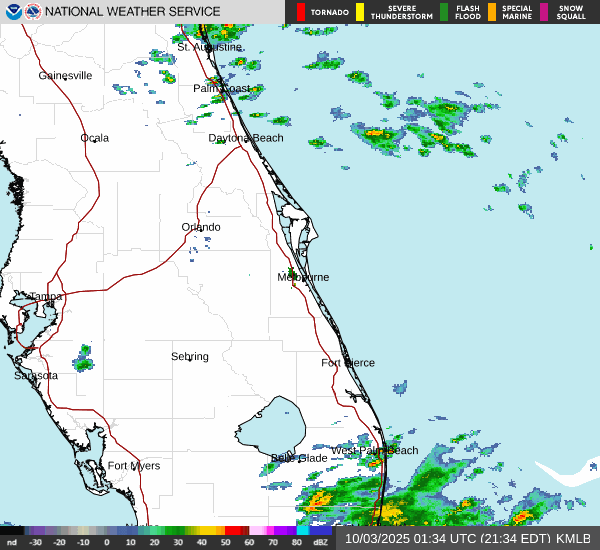 NATIONAL WEATHER SERVICE
TORNADO
SEVERE THUNDERSTORM
FLASH FLOOD
SPECIAL MARINE
SNOW SQUALL
St. Augustine
Gainesville
Palm Coast
Ocala
Daytona Beach
Orlando
Melbourne
Tampa
Sebring
Fort Pierce
Sarasota
West Palm Beach
Belle Glade
Fort Myers
nd -30 -20 -10 0 10 20 30 40 50 60 70 80 dBZ
10/03/2025 01:34 UTC (21:34 EDT) KMLB